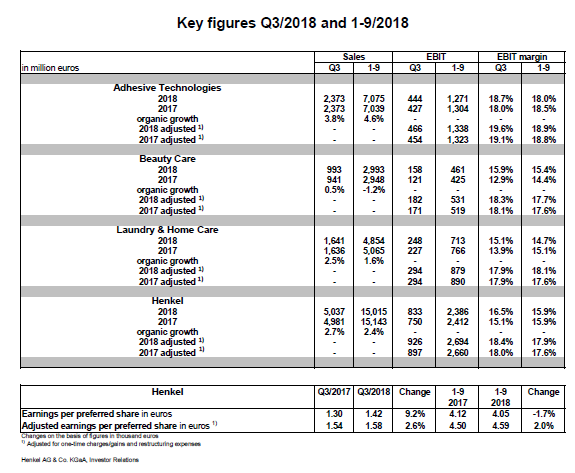 Key figures Q3/2018 and 1-9/2018
Sales EBIT EBIT margin
in million euros Q3 1-9 Q3 1-9 Q3 1-9
Adhesive Technologies
2018 2,373 7,075 444 1,271 18.7% 18.0%
2017 2,373 7,039 427 1,304 18.0% 18.5%
organic growth 3.8% 4.6% - - - -
2018 adjusted 1) - - 466 1,338 19.6% 18.9%
2017 adjusted 1) - - 454 1,323 19.1% 18.8%
Beauty Care
2018 993 2,993 158 461 15.9% 15.4%
2017 941 2,948 121 425 12.9% 14.4%
organic growth 0.5% -1.2% - - - -
2018 adjusted 1) - - 182 531 18.3% 17.7%
2017 adjusted 1) - - 171 519 18.1% 17.6%
Laundry & Home Care
2018 1,641 4,854 248 713 15.1% 14.7%
2017 1,636 5,065 227 766 13.9% 15.1%
organic growth 2.5% 1.6% - - - -
2018 adjusted 1) - - 294 879 17.9% 18.1%
2017 adjusted 1) - - 294 890 17.9% 17.6%
Henkel
2018 5,037 15,015 833 2,386 16.5% 15.9%
2017 4,981 15,143 750 2,412 15.1% 15.9%
organic growth 2.7% 2.4% - - - -
2018 adjusted 1) - - 926 2,694 18.4% 17.9%
2017 adjusted 1) - - 897 2,660 18.0% 17.6%
Henkel Q3/2017 Q3/2018 Change 1-9 2017 1-9 2018 Change
Earnings per preferred share in euros 1.30 1.42 9.2% 4.12 4.05 -1.7%
Adjusted earnings per preferred share in euros 1) 1.54 1.58 2.6% 4.50 4.59 2.0%
Changes on the basis of figures in thousand euros
1) Adjusted for one-time charges/gains and restructuring expenses
Henkel AG & Co. KGaA, Investor Relations